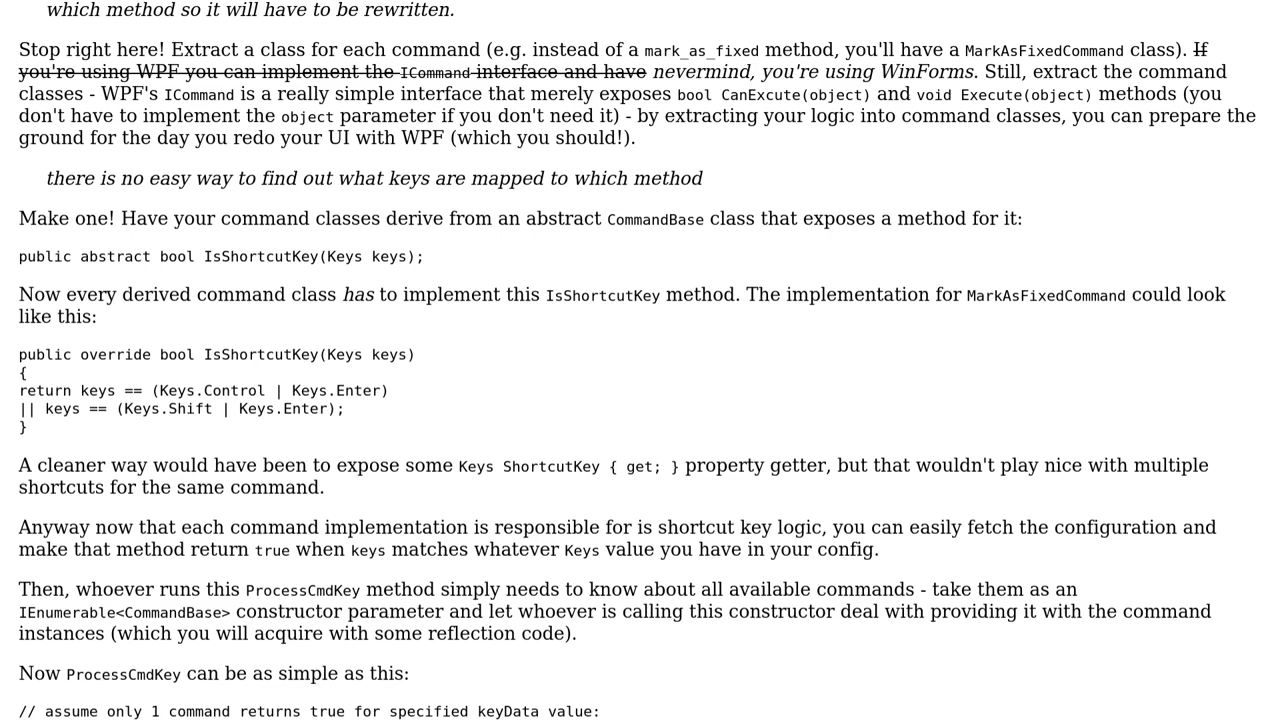 which method so it will have to be rewritten.
Stop right here! Extract a class for each command (e.g. instead of a mark_as_fixed method, you'll have a MarkAsFixedCommand class). If
you're using WPF you can implement the ICommand interface and have nevermind, you're using WinForms. Still, extract the command
classes - WPF's ICommand is a really simple interface that merely exposes bool CanExcute(object) and void Execute(object) methods (you
don't have to implement the object parameter if you don't need it) - by extracting your logic into command classes, you can prepare the
ground for the day you redo your UI with WPF (which you should!).
there is no easy way to find out what keys are mapped to which method
Make one! Have your command classes derive from an abstract CommandBase class that exposes a method for it:
public abstract bool IsShortcutKey(Keys keys);
Now every derived command class has to implement this IsShortcutKey method. The implementation for MarkAsFixedCommand could look
like this:
public override bool IsShortcutKey(Keys keys)
{
return keys == (Keys.Control | Keys.Enter)
|| keys == (Keys.Shift | Keys.Enter);
}
A cleaner way would have been to expose some Keys ShortcutKey { get; } property getter, but that wouldn't play nice with multiple
shortcuts for the same command.
Anyway now that each command implementation is responsible for is shortcut key logic, you can easily fetch the configuration and
make that method return true when keys matches whatever Keys value you have in your config.
Then, whoever runs this ProcessCmdKey method simply needs to know about all available commands - take them as an
IEnumerable<CommandBase> constructor parameter and let whoever is calling this constructor deal with providing it with the command
instances (which you will acquire with some reflection code).
Now ProcessCmdKey can be as simple as this:
// assume only 1 command returns true for specified keyData value: